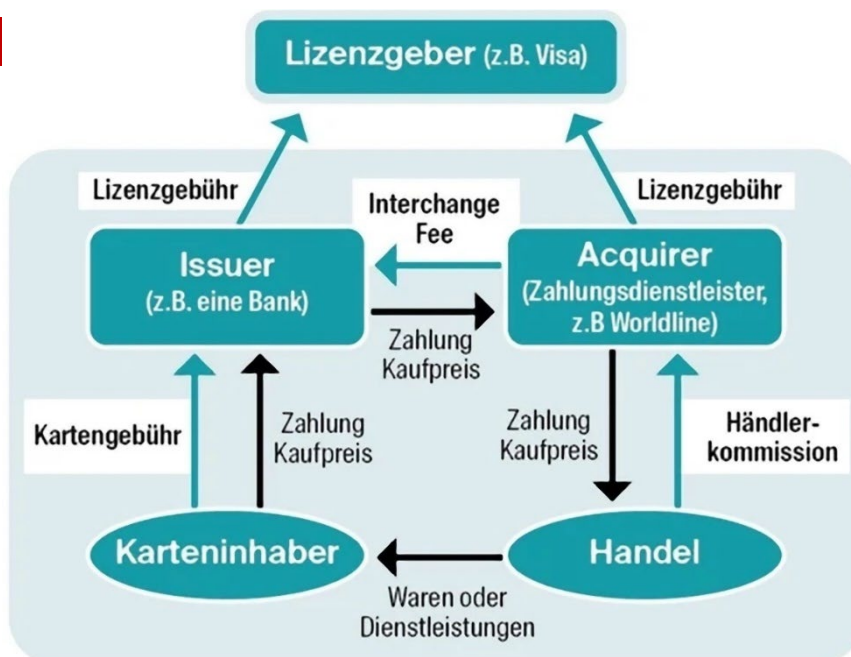 Lizenzgeber (z.B. Visa)
Lizenzgebühr
Interchange
Fee
Lizenzgebühr
Issuer
(z.B. eine Bank)
Acquirer
(Zahlungsdienstleister,
z.B Worldline)
Zahlung
Kaufpreis
Kartengebühr
Zahlung
Kaufpreis
Zahlung
Kaufpreis
Händler-
kommission
Karteninhaber
Handel
Waren oder
Dienstleistungen